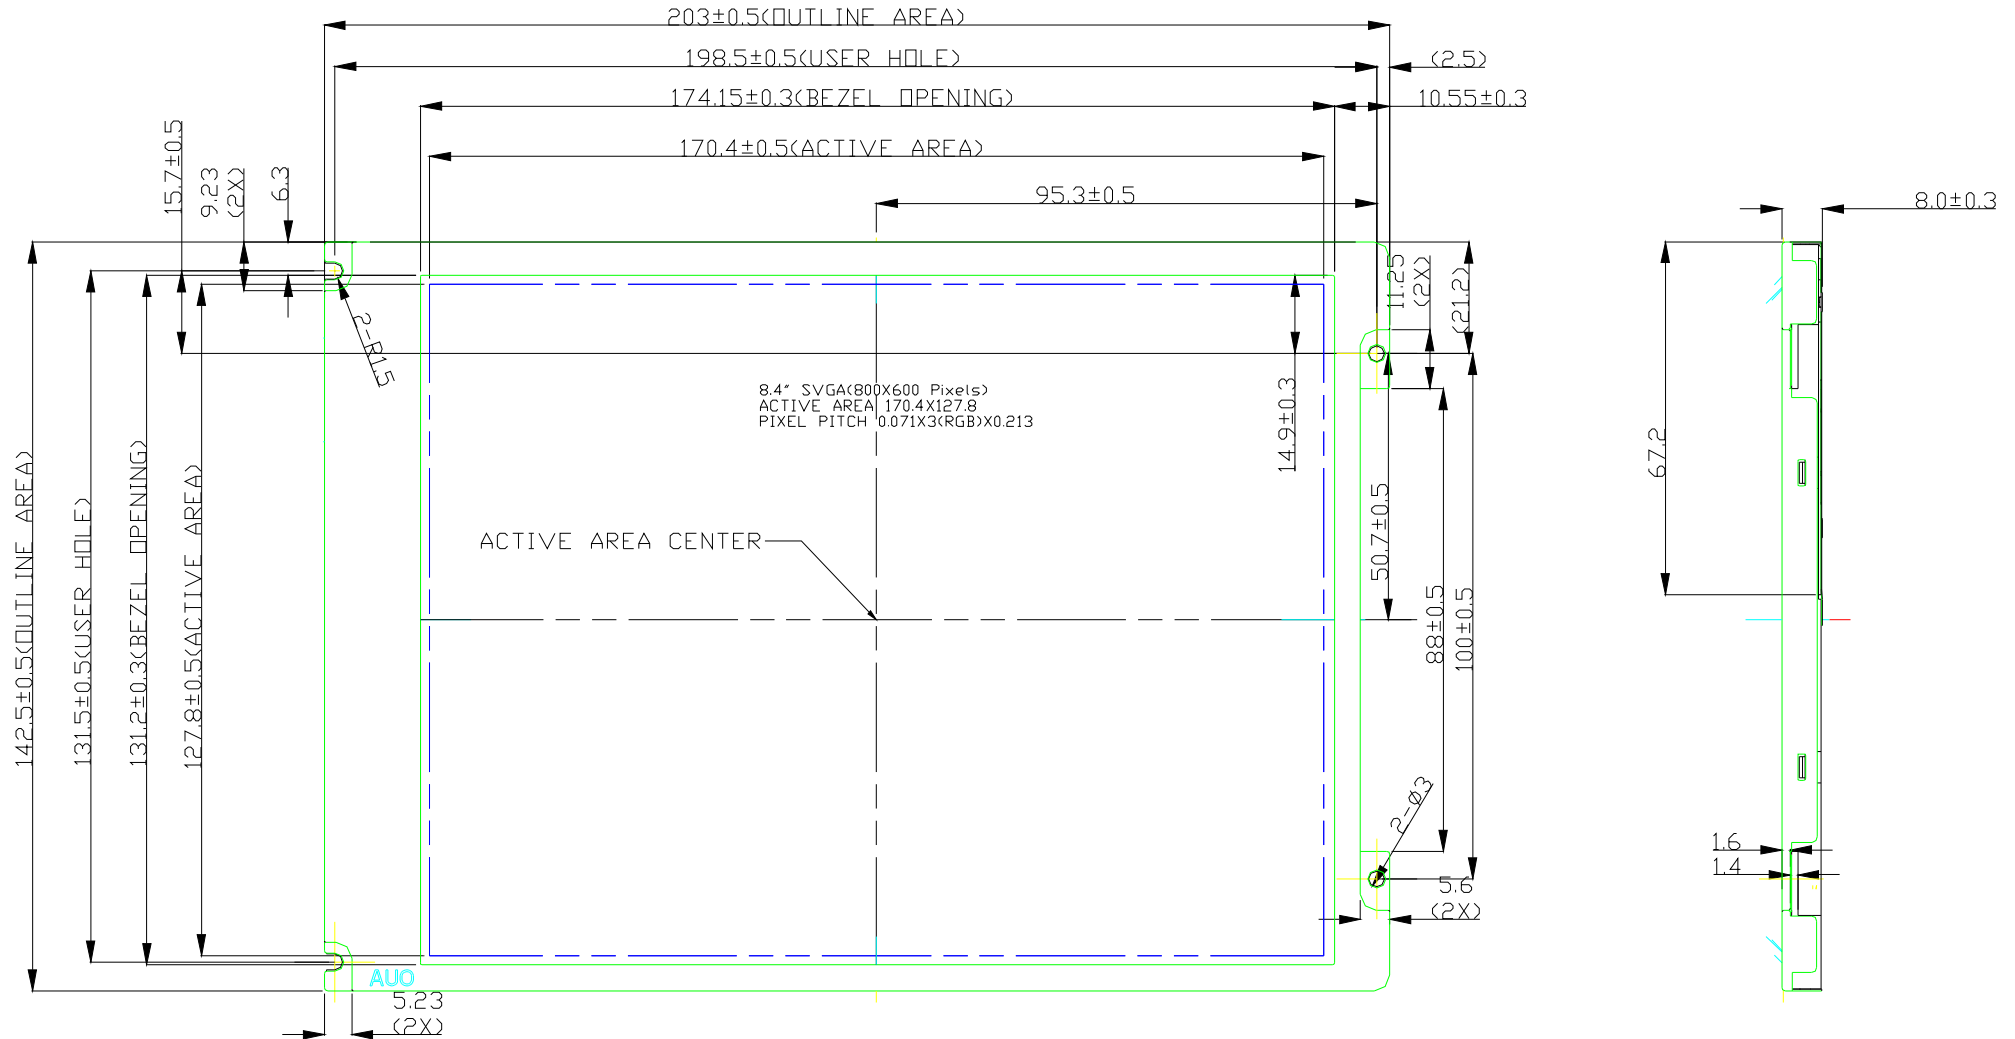 203±0.5(OUTLINE AREA)
198.5±0.5(USER HOLE)
(2.5)
174.15±0.3(BEZEL OPENING)
10.55±0.3
170.4±0.5(ACTIVE AREA)
95.3±0.5
8.0±0.3
15.7±0.5
9.23
(2X)
6.3
2-R1.5
11.25
(2X)
(21.2)
8.4" SVGA(800X600 Pixels)
ACTIVE AREA 170.4X127.8
PIXEL PITCH 0.071X3(RGB)X0.213
14.9±0.3
67.2
ACTIVE AREA CENTER
50.7±0.5
88±0.5
100±0.5
142.5±0.5(OUTLINE AREA)
131.5±0.5(USER HOLE)
131.2±0.3(BEZEL OPENING)
127.8±0.5(ACTIVE AREA)
2-ø3
1.6
1.4
5.6
(2X)
AUO
5.23
(2X)